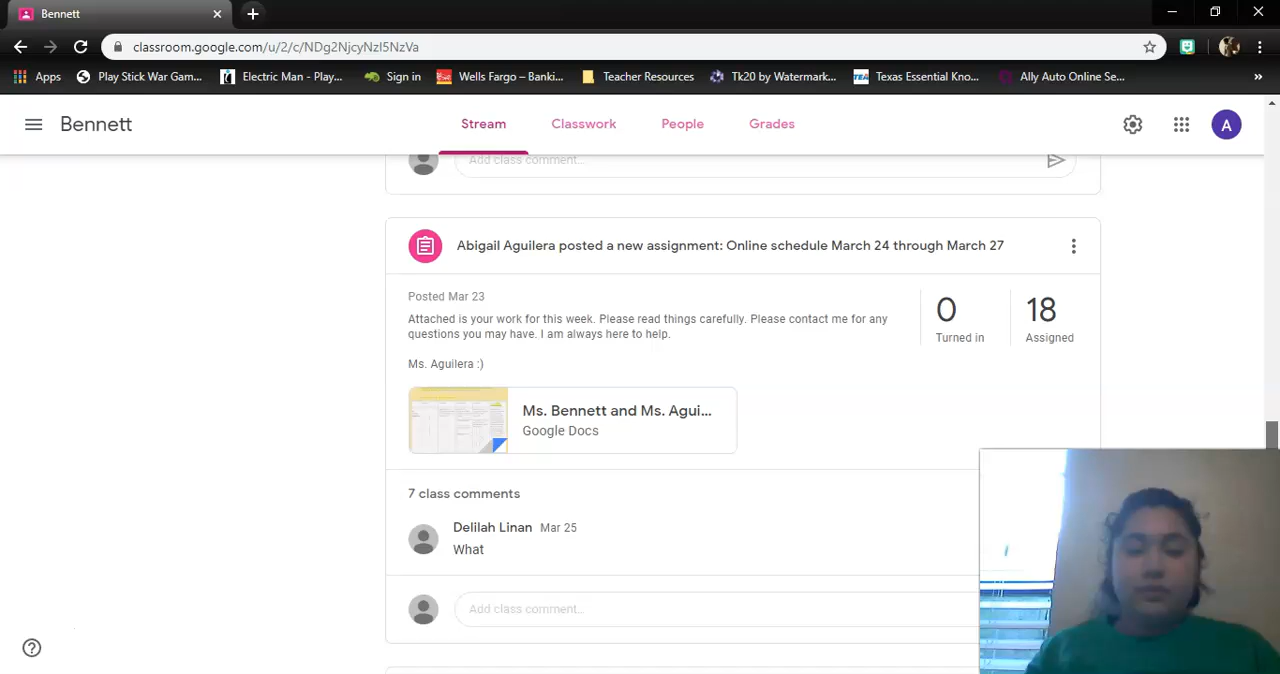 Bennett
classroom.google.com/u/2/c/NDg2NjcyNzI5NzVa
Apps Play Stick War Gam... Electric Man - Play... Sign in Wells Fargo – Banki... Teacher Resources Tk20 by Watermark... TEA Texas Essential Kno... Ally Auto Online Se... »
Bennett Stream Classwork People Grades A
Add class comment...
Abigail Aguilera posted a new assignment: Online schedule March 24 through March 27
Posted Mar 23
Attached is your work for this week. Please read things carefully. Please contact me for any
questions you may have. I am always here to help.
Ms. Aguilera :)
0 18
Turned in Assigned
Ms. Bennett and Ms. Agui...
Google Docs
7 class comments
Delilah Linan Mar 25
What
Add class comment...